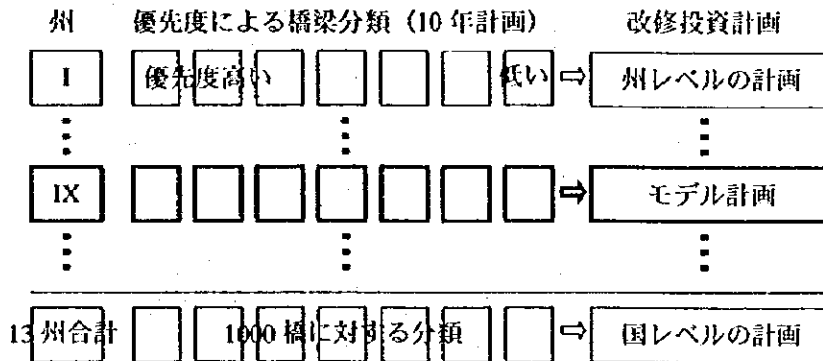 州 優先度による橋梁分類（10年計画） 改修投資計画
I 優先度高い 低い ⇨ 州レベルの計画
IX ⇨ モデル計画
13州合計 1000橋に対する分類 ⇨ 国レベルの計画